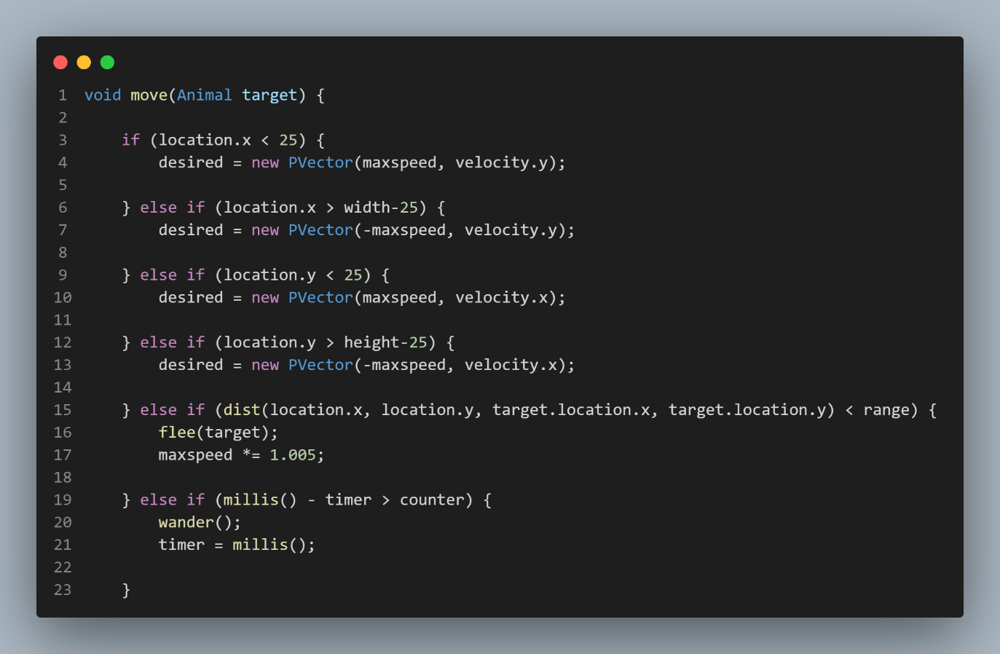 1 void move(Animal target) {
2
3     if (location.x < 25) {
4         desired = new PVector(maxspeed, velocity.y);
5
6     } else if (location.x > width-25) {
7         desired = new PVector(-maxspeed, velocity.y);
8
9     } else if (location.y < 25) {
10         desired = new PVector(maxspeed, velocity.x);
11
12     } else if (location.y > height-25) {
13         desired = new PVector(-maxspeed, velocity.x);
14
15     } else if (dist(location.x, location.y, target.location.x, target.location.y) < range) {
16         flee(target);
17         maxspeed *= 1.005;
18
19     } else if (millis() - timer > counter) {
20         wander();
21         timer = millis();
22
23     }